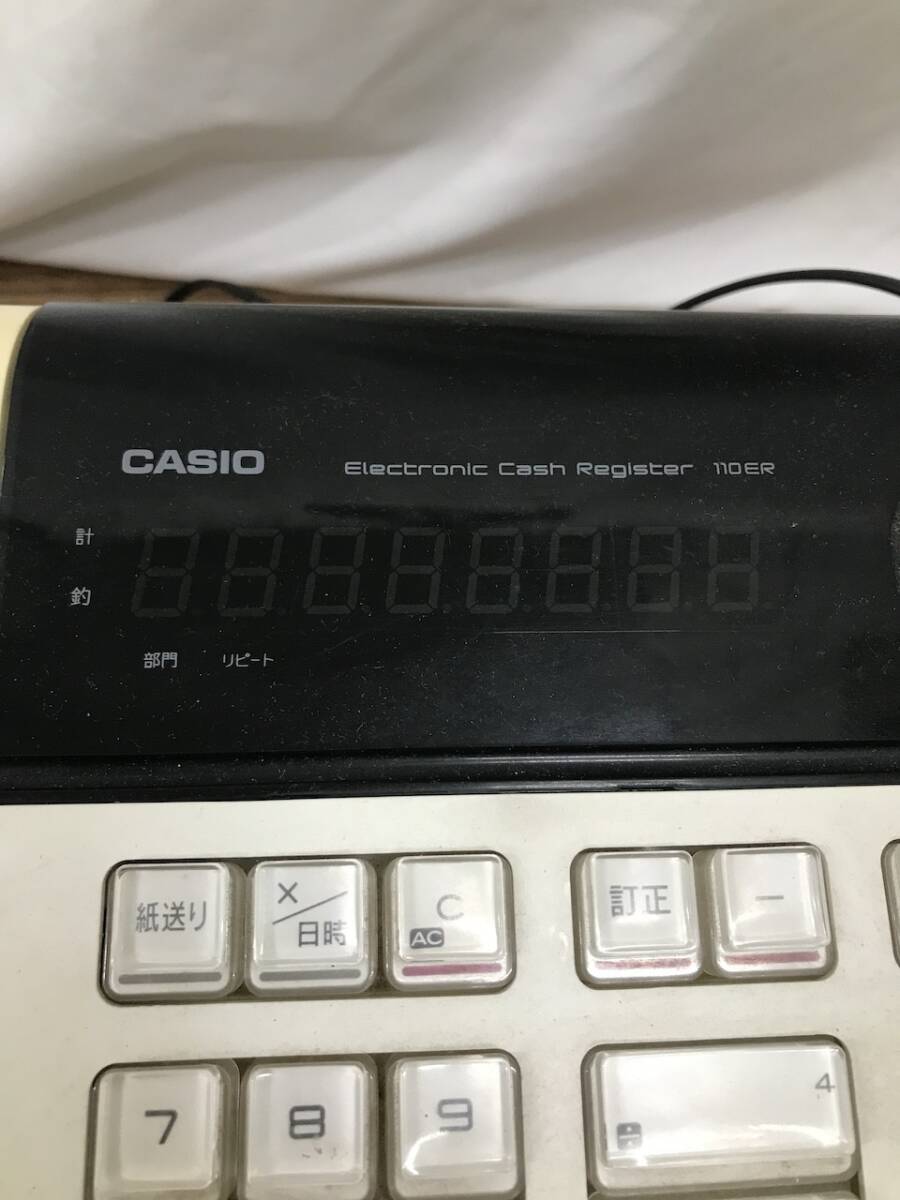 CASIO
Electronic Cash Register 110ER
計
釣
部門 リピート
紙送り
X/日時
C
AC
訂正
−
7
8
9
4
÷